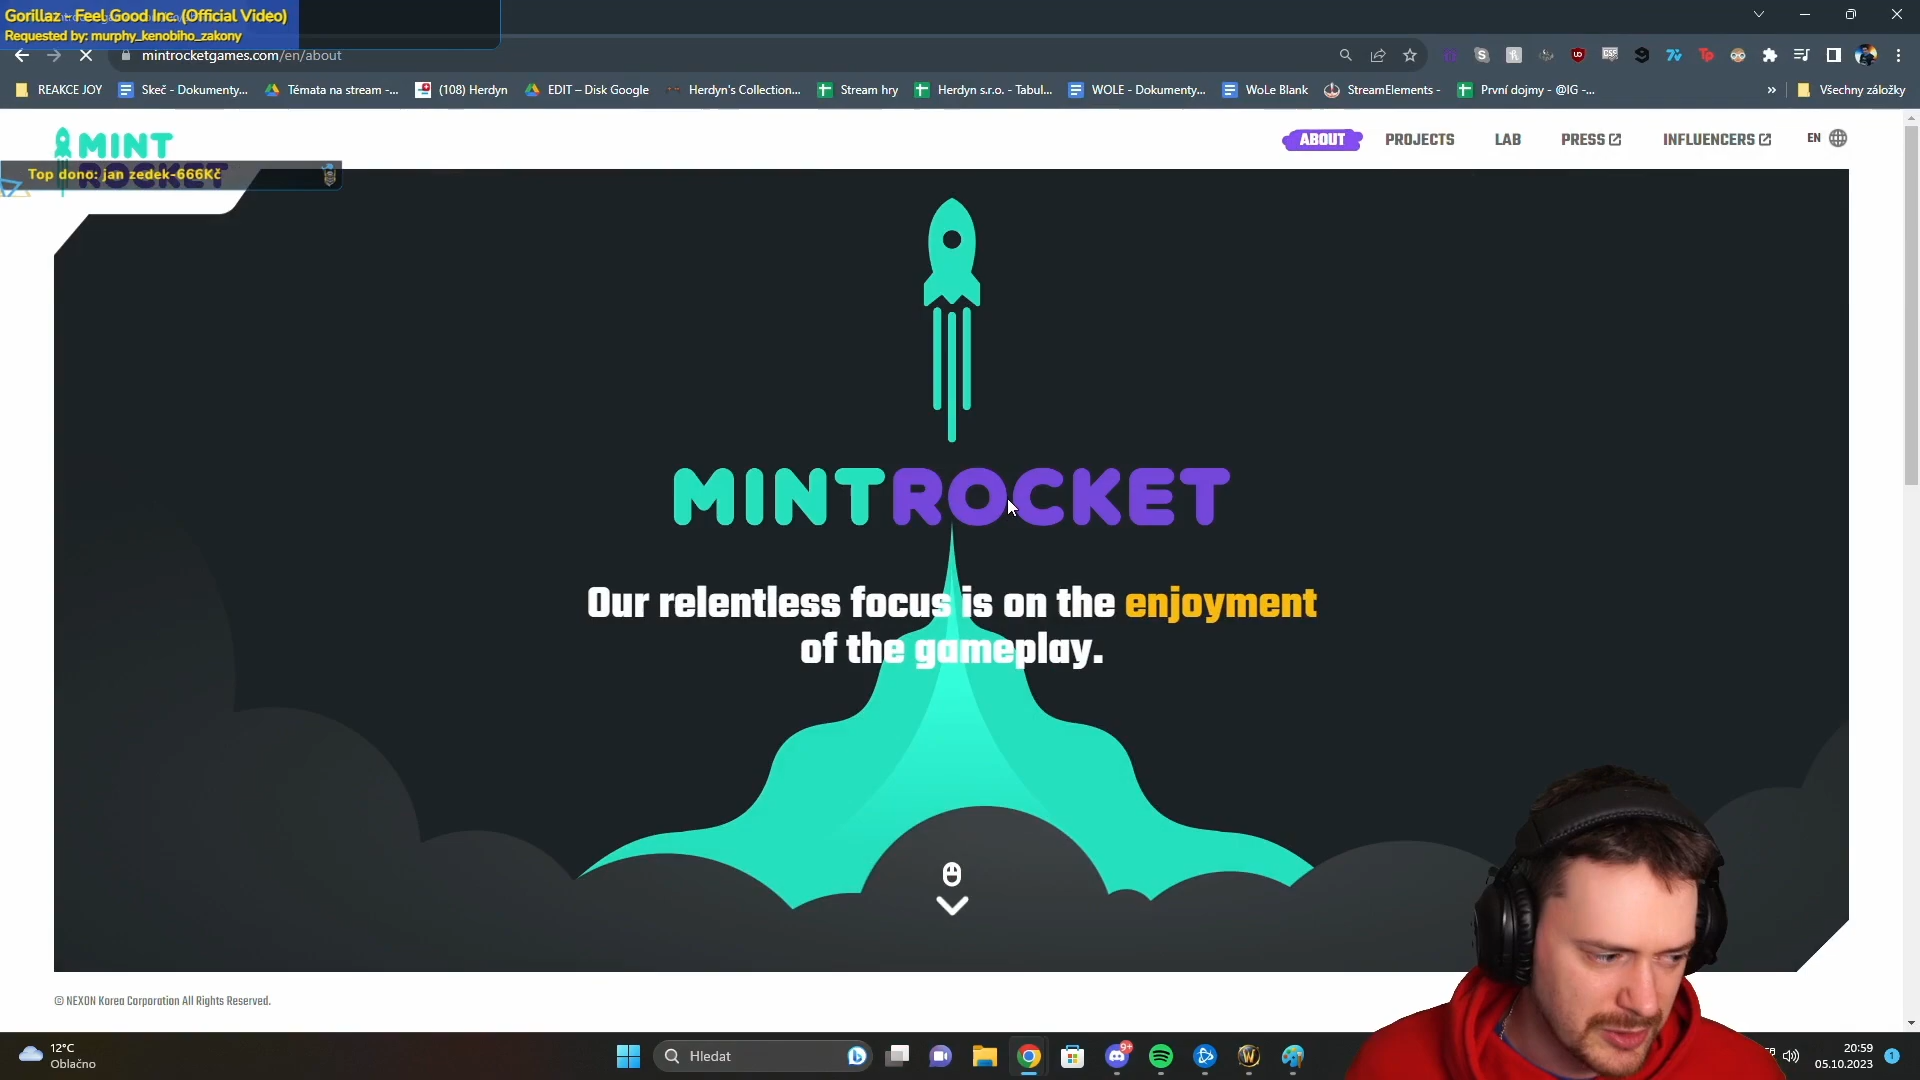 Gorillaz - Feel Good Inc. (Official Video)
Requested by: murphy_kenobiho_zakony
mintrocketgames.com/en/about
REAKCE JOY
Skeč - Dokumenty...
Témata na stream -...
(108) Herdyn
EDIT – Disk Google
Herdyn's Collection...
Stream hry
Herdyn s.r.o. - Tabul...
WOLE - Dokumenty...
WoLe Blank
StreamElements -
První dojmy - @IG -...
»
Všechny záložky
MINT
ROCKET
Top dono: jan zedek-666Kč
ABOUT
PROJECTS
LAB
PRESS
INFLUENCERS
EN
MINTROCKET
Our relentless focus is on the enjoyment
of the gameplay.
© NEXON Korea Corporation All Rights Reserved.
12°C
Oblačno
Hledat
9+
20:59
05.10.2023
1